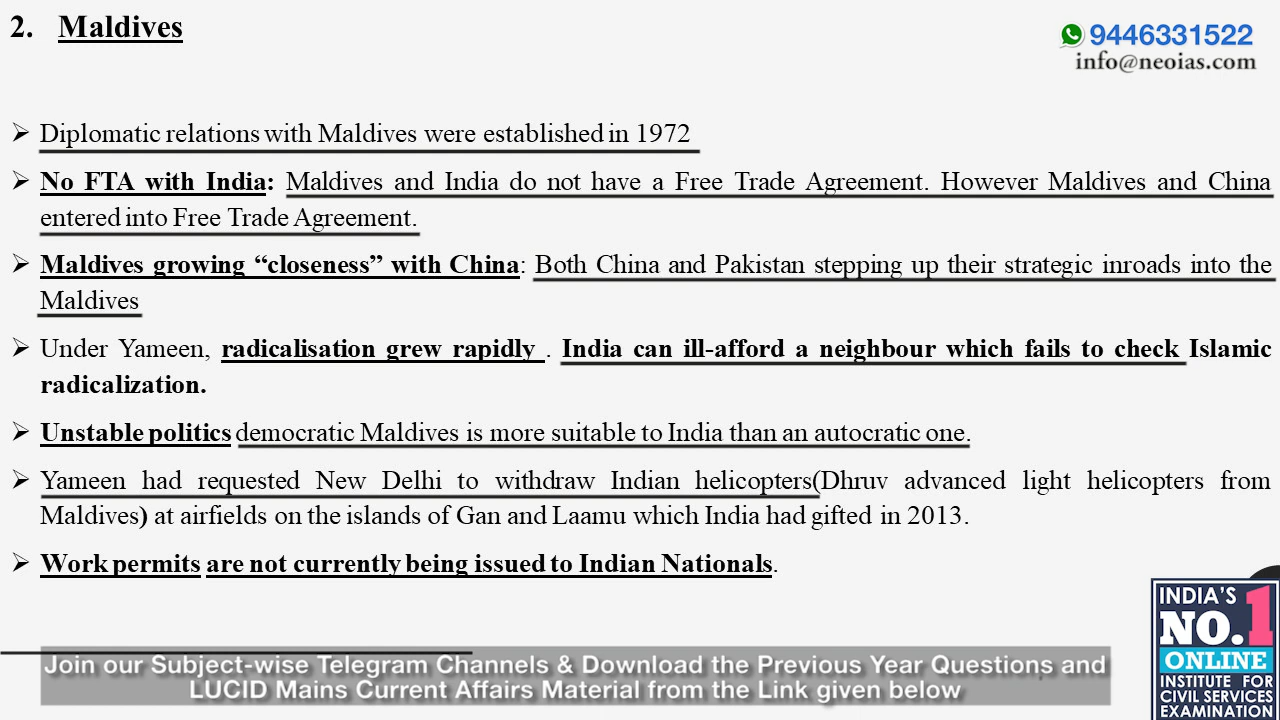 2. Maldives
9446331522
info@neoias.com
➢ Diplomatic relations with Maldives were established in 1972
➢ No FTA with India: Maldives and India do not have a Free Trade Agreement. However Maldives and China
entered into Free Trade Agreement.
➢ Maldives growing “closeness” with China: Both China and Pakistan stepping up their strategic inroads into the
Maldives
➢ Under Yameen, radicalisation grew rapidly . India can ill-afford a neighbour which fails to check Islamic
radicalization.
➢ Unstable politics democratic Maldives is more suitable to India than an autocratic one.
➢ Yameen had requested New Delhi to withdraw Indian helicopters(Dhruv advanced light helicopters from
Maldives) at airfields on the islands of Gan and Laamu which India had gifted in 2013.
➢ Work permits are not currently being issued to Indian Nationals.
Join our Subject-wise Telegram Channels & Download the Previous Year Questions and
LUCID Mains Current Affairs Material from the Link given below
INDIA'S
NO.1
ONLINE
INSTITUTE FOR
CIVIL SERVICES
EXAMINATION